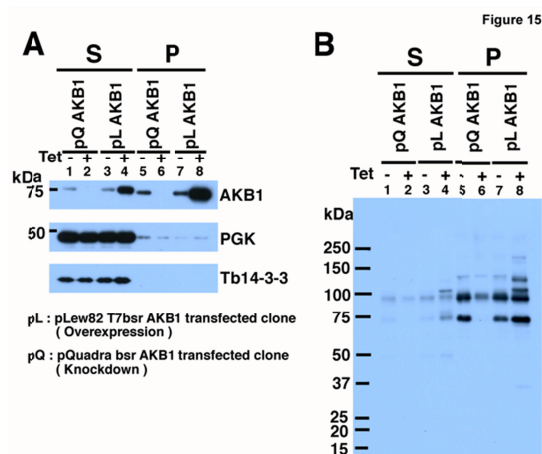 Figure 15
A
S P
pQ AKB1 pL AKB1 pQ AKB1 pL AKB1
Tet - + - + - + - +
1 2 3 4 5 6 7 8
kDa
75 AKB1
50 PGK
Tb14-3-3
pL : pLew82 T7bsr AKB1 transfected clone
( Overexpression )
pQ : pQuadra bsr AKB1 transfected clone
( Knockdown )
B
S P
pQ AKB1 pL AKB1 pQ AKB1 pL AKB1
Tet - + - + - + - +
1 2 3 4 5 6 7 8
kDa
250
150
100
75
50
37
25
20
15